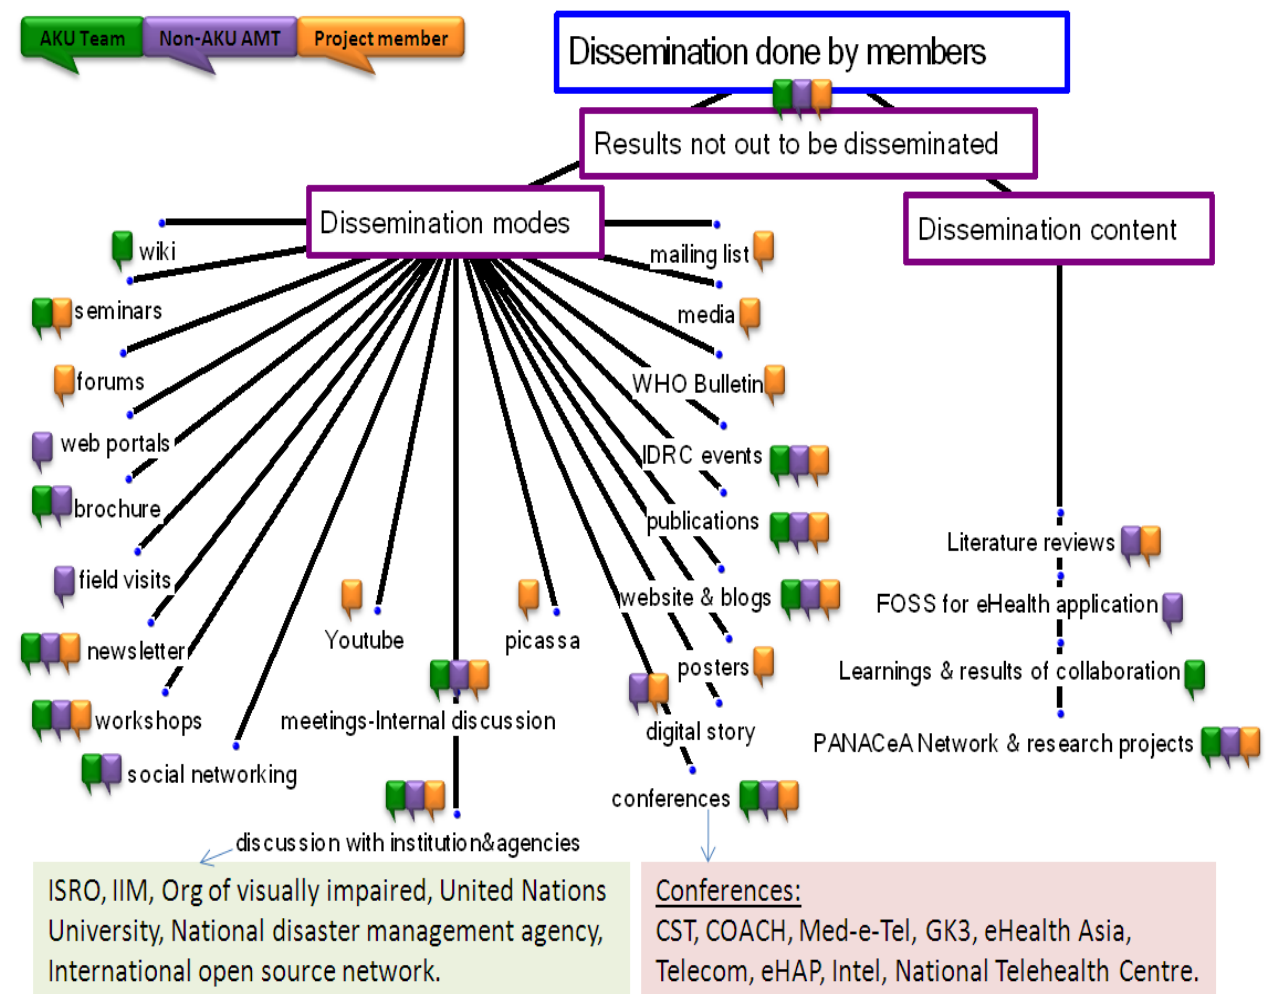 AKU Team
Non-AKU AMT
Project member
Dissemination done by members
Results not out to be disseminated
Dissemination modes
Dissemination content
wiki
seminars
forums
web portals
brochure
field visits
newsletter
workshops
social networking
Youtube
meetings-Internal discussion
discussion with institution&agencies
picassa
mailing list
media
WHO Bulletin
IDRC events
publications
website & blogs
posters
digital story
conferences
Literature reviews
FOSS for eHealth application
Learnings & results of collaboration
PANACeA Network & research projects
ISRO, IIM, Org of visually impaired, United Nations
University, National disaster management agency,
International open source network.
Conferences:
CST, COACH, Med-e-Tel, GK3, eHealth Asia,
Telecom, eHAP, Intel, National Telehealth Centre.